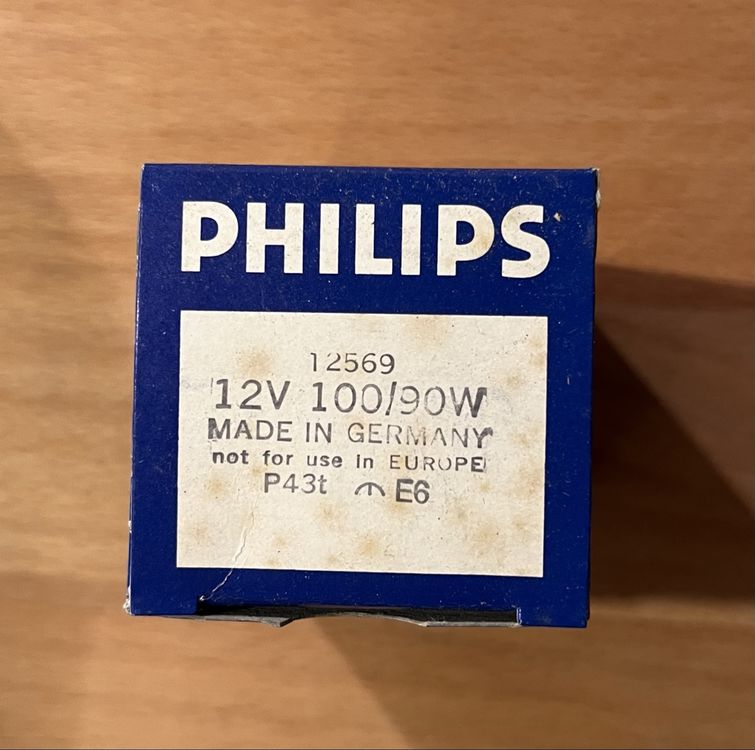 PHILIPS
12569
12V 100/90W
MADE IN GERMANY
not for use in EUROPE
P43t E6